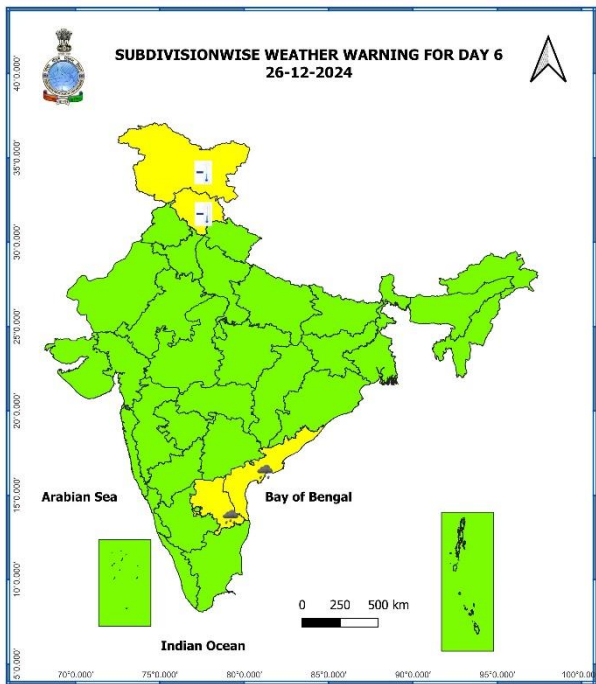 SUBDIVISIONWISE WEATHER WARNING FOR DAY 6
26-12-2024
40°0.000'
35°0.000'
30°0.000'
25°0.000'
20°0.000'
15°0.000'
10°0.000'
5°0.000'
Arabian Sea
Bay of Bengal
0 250 500 km
Indian Ocean
70°0.000' 75°0.000' 80°0.000' 85°0.000' 90°0.000' 95°0.000' 100°0.0